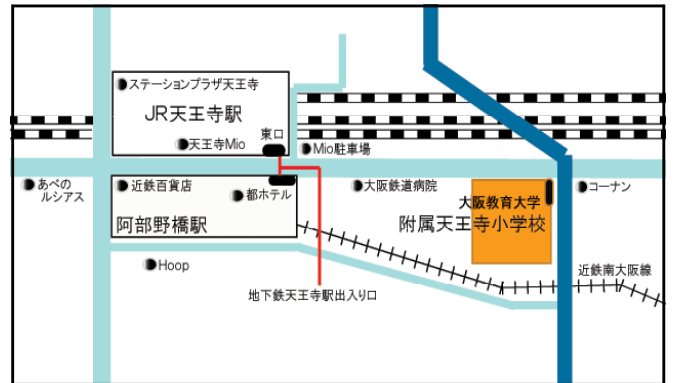 ステーションプラザ天王寺
JR天王寺駅
東口
天王寺Mio
Mio駐車場
あべの
ルシアス
近鉄百貨店
都ホテル
大阪鉄道病院
コーナン
大阪教育大学
附属天王寺小学校
阿部野橋駅
Hoop
近鉄南大阪線
地下鉄天王寺駅出入り口